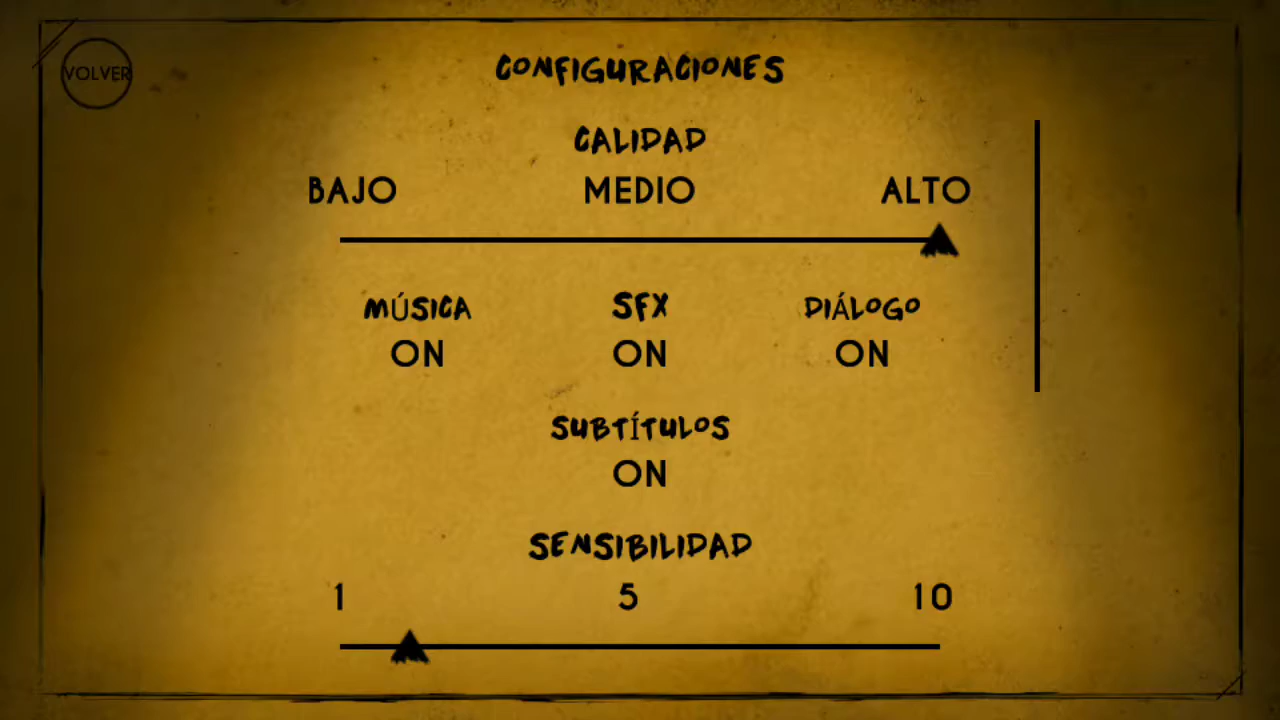 VOLVER
CONFIGURACIONES
CALIDAD
BAJO MEDIO ALTO
MÚSICA SFX DIÁLOGO
ON ON ON
SUBTÍTULOS
ON
SENSIBILIDAD
1 5 10